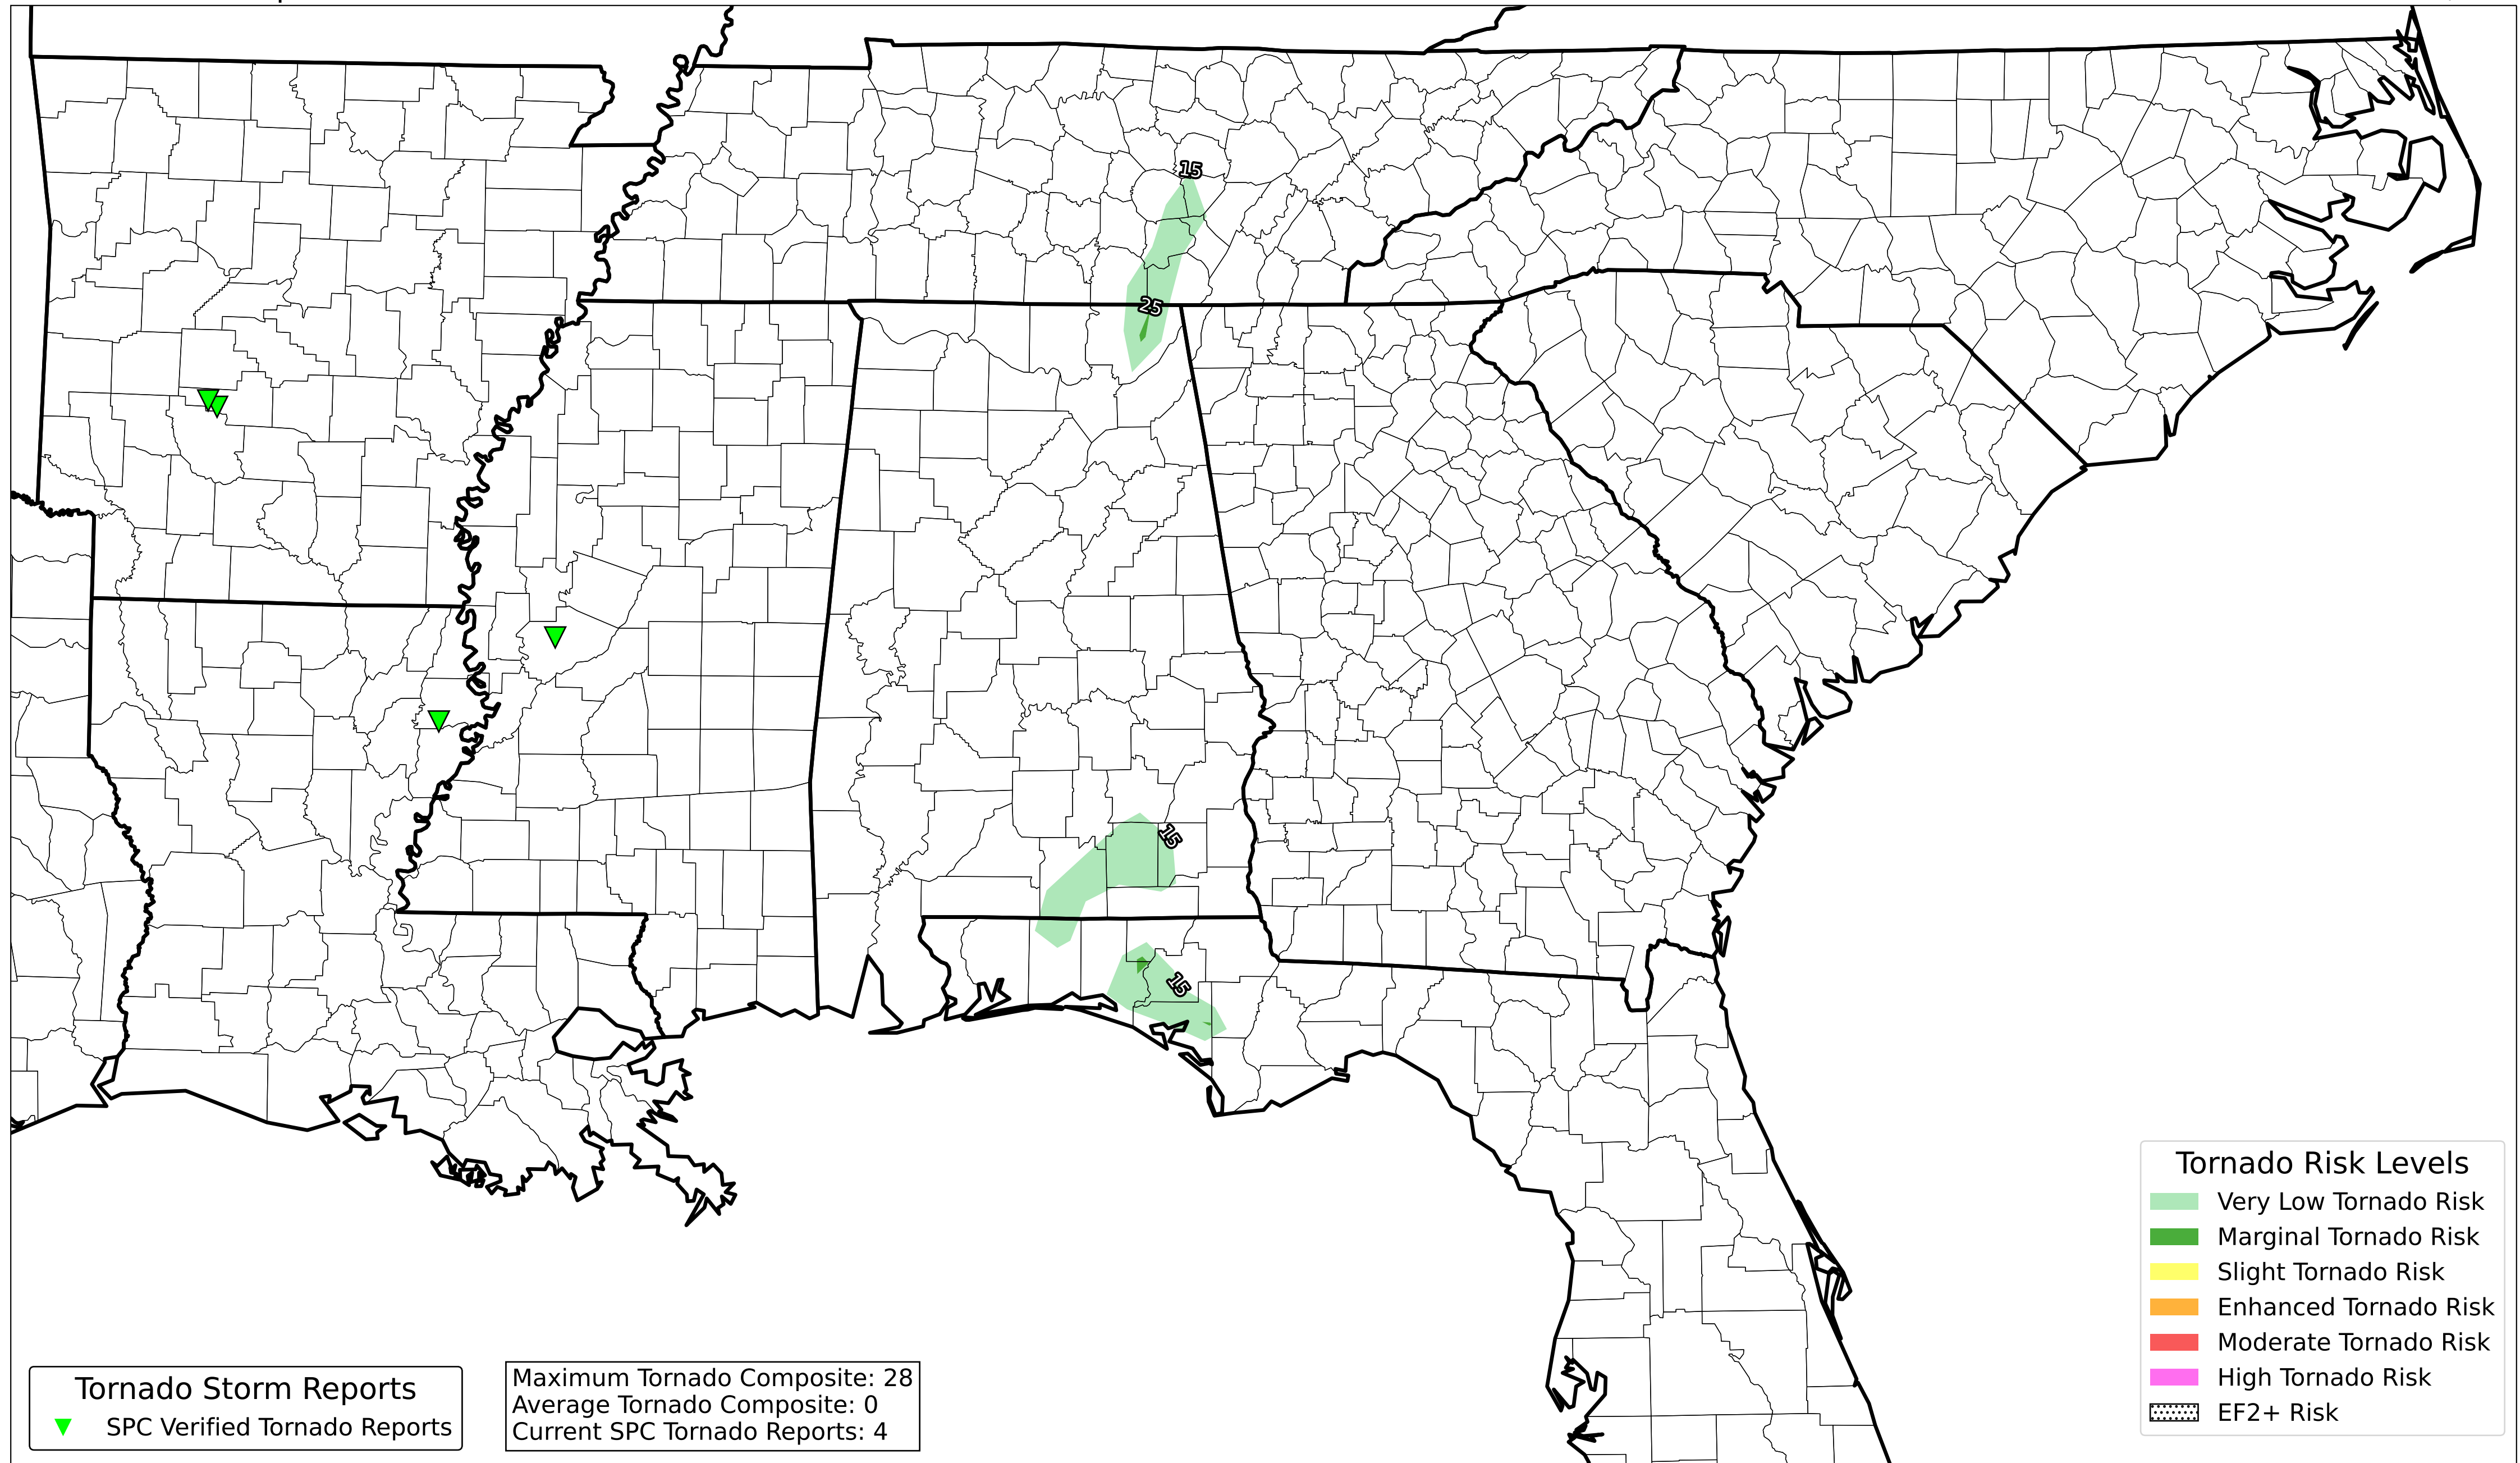 15
25
15
15
Tornado Risk Levels
Very Low Tornado Risk
Marginal Tornado Risk
Slight Tornado Risk
Enhanced Tornado Risk
Moderate Tornado Risk
High Tornado Risk
EF2+ Risk
Tornado Storm Reports
SPC Verified Tornado Reports
Maximum Tornado Composite: 28
Average Tornado Composite: 0
Current SPC Tornado Reports: 4